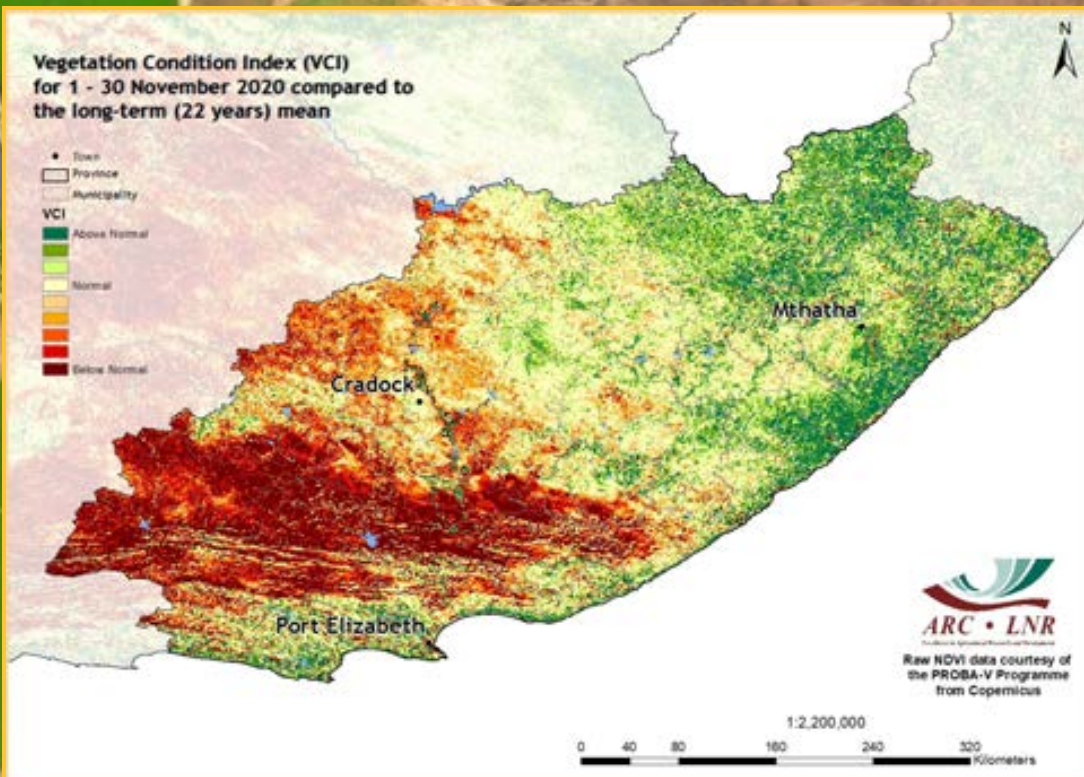 Vegetation Condition Index (VCI)
for 1 - 30 November 2020 compared to
the long-term (22 years) mean
N
Town
Province
Municipality
VCI
Above Normal
Normal
Below Normal
Mthatha
Cradock
Port Elizabeth
ARC • LNR
Raw NDVI data courtesy of
the PROBA-V Programme
from Copernicus
1:2,200,000
0 40 80 160 240 320
Kilometers